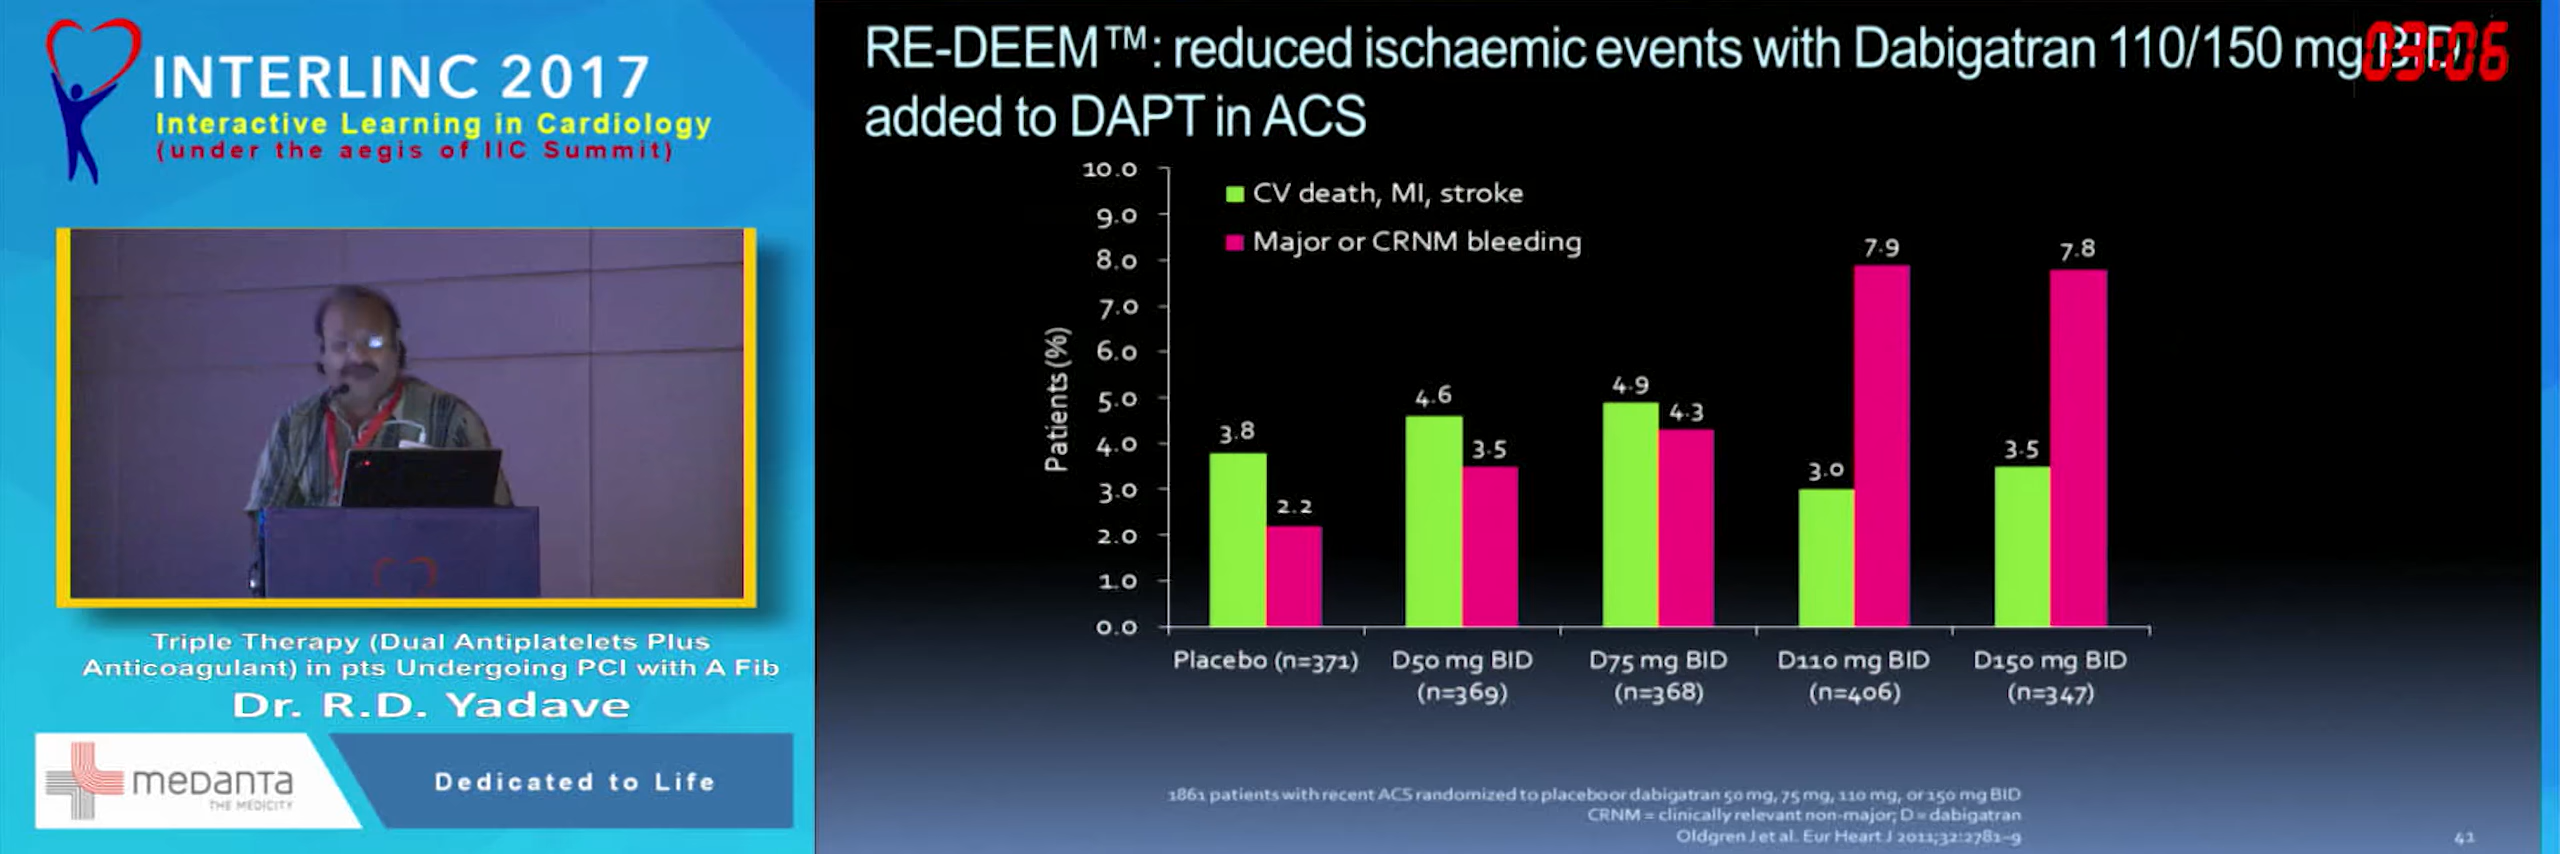 INTERLINC 2017
Interactive Learning in Cardiology
(under the aegis of IIC Summit)
Triple Therapy (Dual Antiplatelets Plus
Anticoagulant) in pts Undergoing PCI with A Fib
Dr. R.D. Yadave
medanta
THE MEDICITY
Dedicated to Life
RE-DEEM™: reduced ischaemic events with Dabigatran 110/150 mg BID
03:06
added to DAPT in ACS
CV death, MI, stroke
Major or CRNM bleeding
Patients (%)
10.0
9.0
8.0
7.0
6.0
5.0
4.0
3.0
2.0
1.0
0.0
3.8
2.2
4.6
3.5
4.9
4.3
3.0
7.9
3.5
7.8
Placebo (n=371)
D50 mg BID
(n=369)
D75 mg BID
(n=368)
D110 mg BID
(n=406)
D150 mg BID
(n=347)
1861 patients with recent ACS randomized to placebo or dabigatran 50 mg, 75 mg, 110 mg, or 150 mg BID
CRNM = clinically relevant non-major; D = dabigatran
Oldgren J et al. Eur Heart J 2011;32:2781–9
41